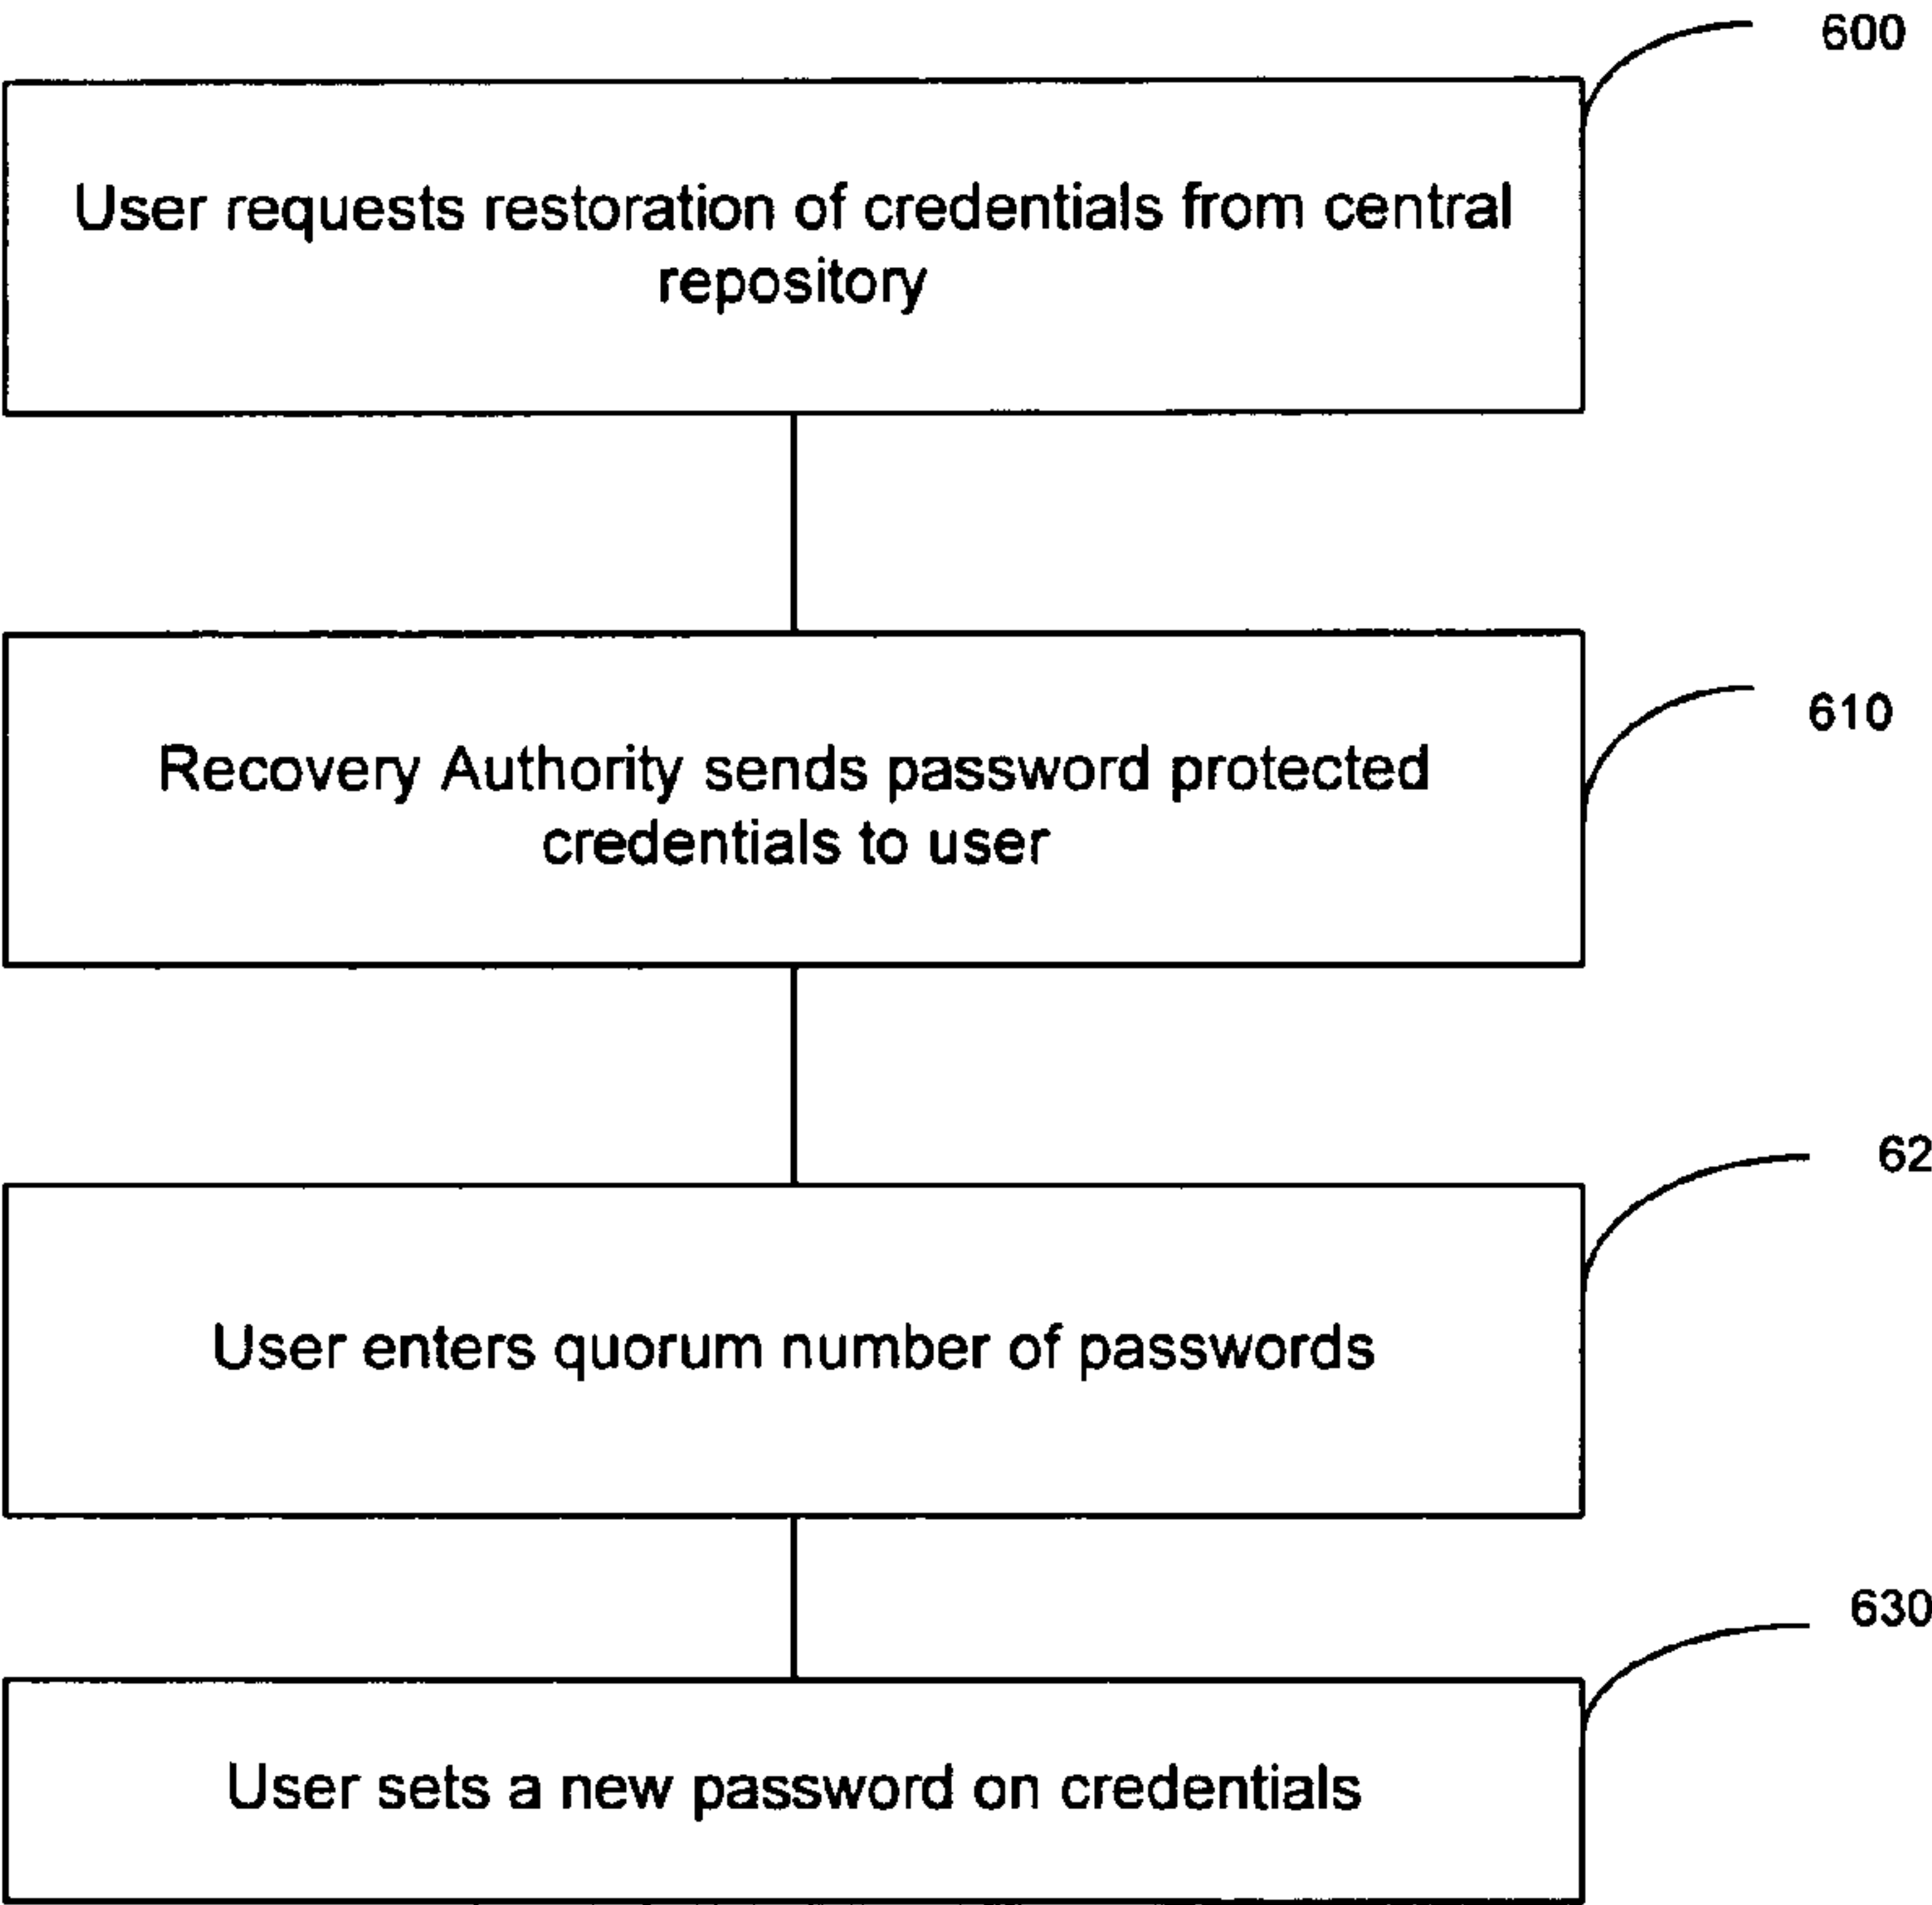 600
User requests restoration of credentials from central
repository
610
Recovery Authority sends password protected
credentials to user
62
User enters quorum number of passwords
630
User sets a new password on credentials